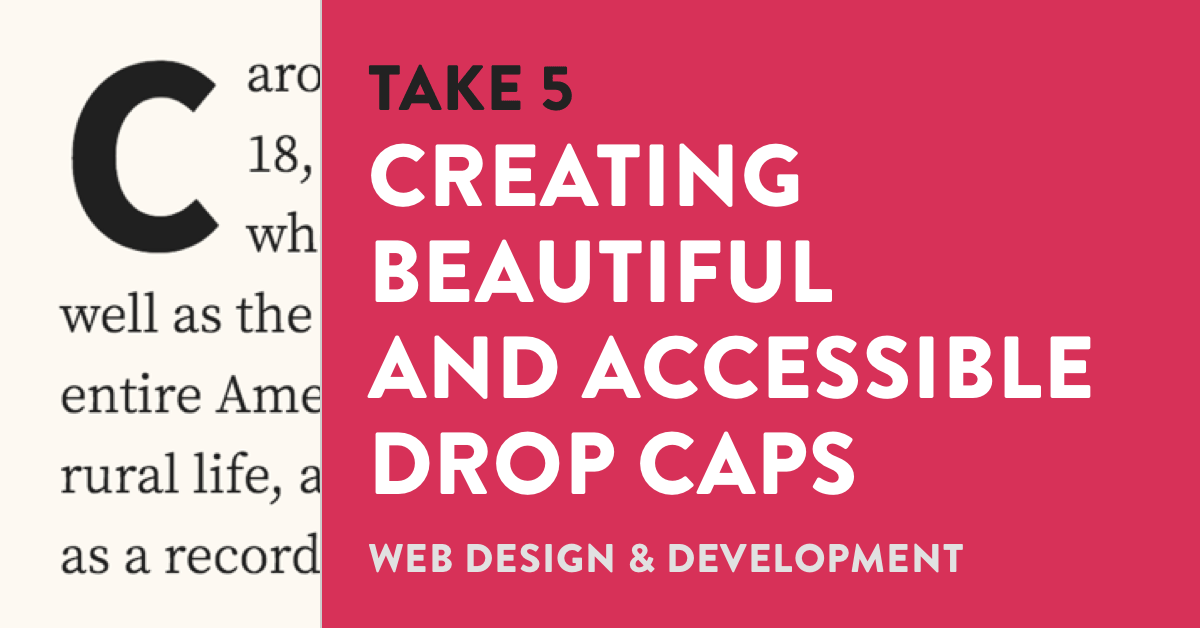 Caro
18,
wh
well as the
entire Ame
rural life, a
as a record
TAKE 5
CREATING
BEAUTIFUL
AND ACCESSIBLE
DROP CAPS
WEB DESIGN & DEVELOPMENT